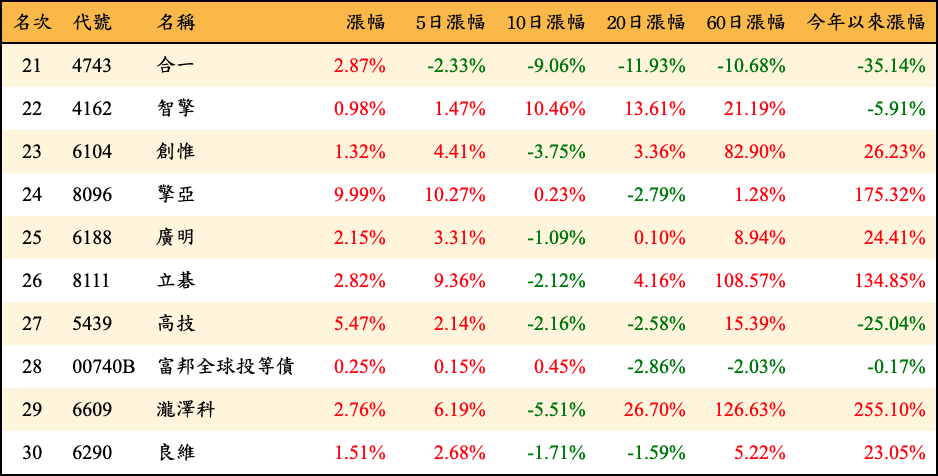 名次 代號 名稱 漲幅 5日漲幅 10日漲幅 20日漲幅 60日漲幅 今年以來漲幅
21 4743 合一 2.87% -2.33% -9.06% -11.93% -10.68% -35.14%
22 4162 智擎 0.98% 1.47% 10.46% 13.61% 21.19% -5.91%
23 6104 創惟 1.32% 4.41% -3.75% 3.36% 82.90% 26.23%
24 8096 擎亞 9.99% 10.27% 0.23% -2.79% 1.28% 175.32%
25 6188 廣明 2.15% 3.31% -1.09% 0.10% 8.94% 24.41%
26 8111 立碁 2.82% 9.36% -2.12% 4.16% 108.57% 134.85%
27 5439 高技 5.47% 2.14% -2.16% -2.58% 15.39% -25.04%
28 00740B 富邦全球投等債 0.25% 0.15% 0.45% -2.86% -2.03% -0.17%
29 6609 瀧澤科 2.76% 6.19% -5.51% 26.70% 126.63% 255.10%
30 6290 良維 1.51% 2.68% -1.71% -1.59% 5.22% 23.05%